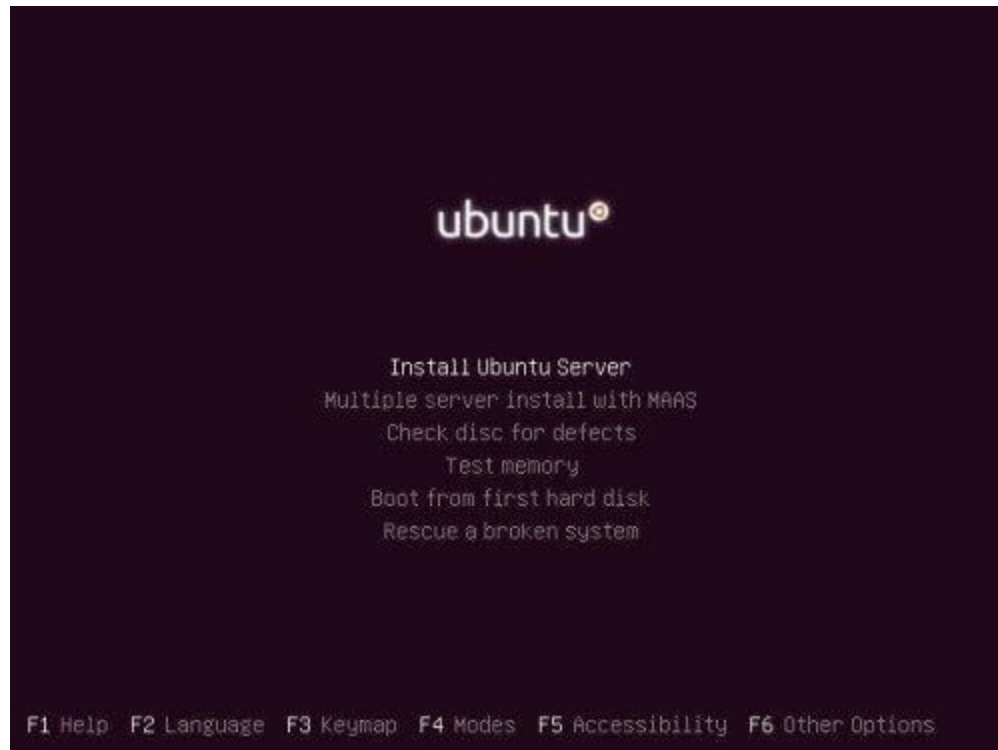 ubuntu
Install Ubuntu Server
Multiple server install with MAAS
Check disc for defects
Test memory
Boot from first hard disk
Rescue a broken system
F1 Help F2 Language F3 Keymap F4 Modes F5 Accessibility F6 Other Options